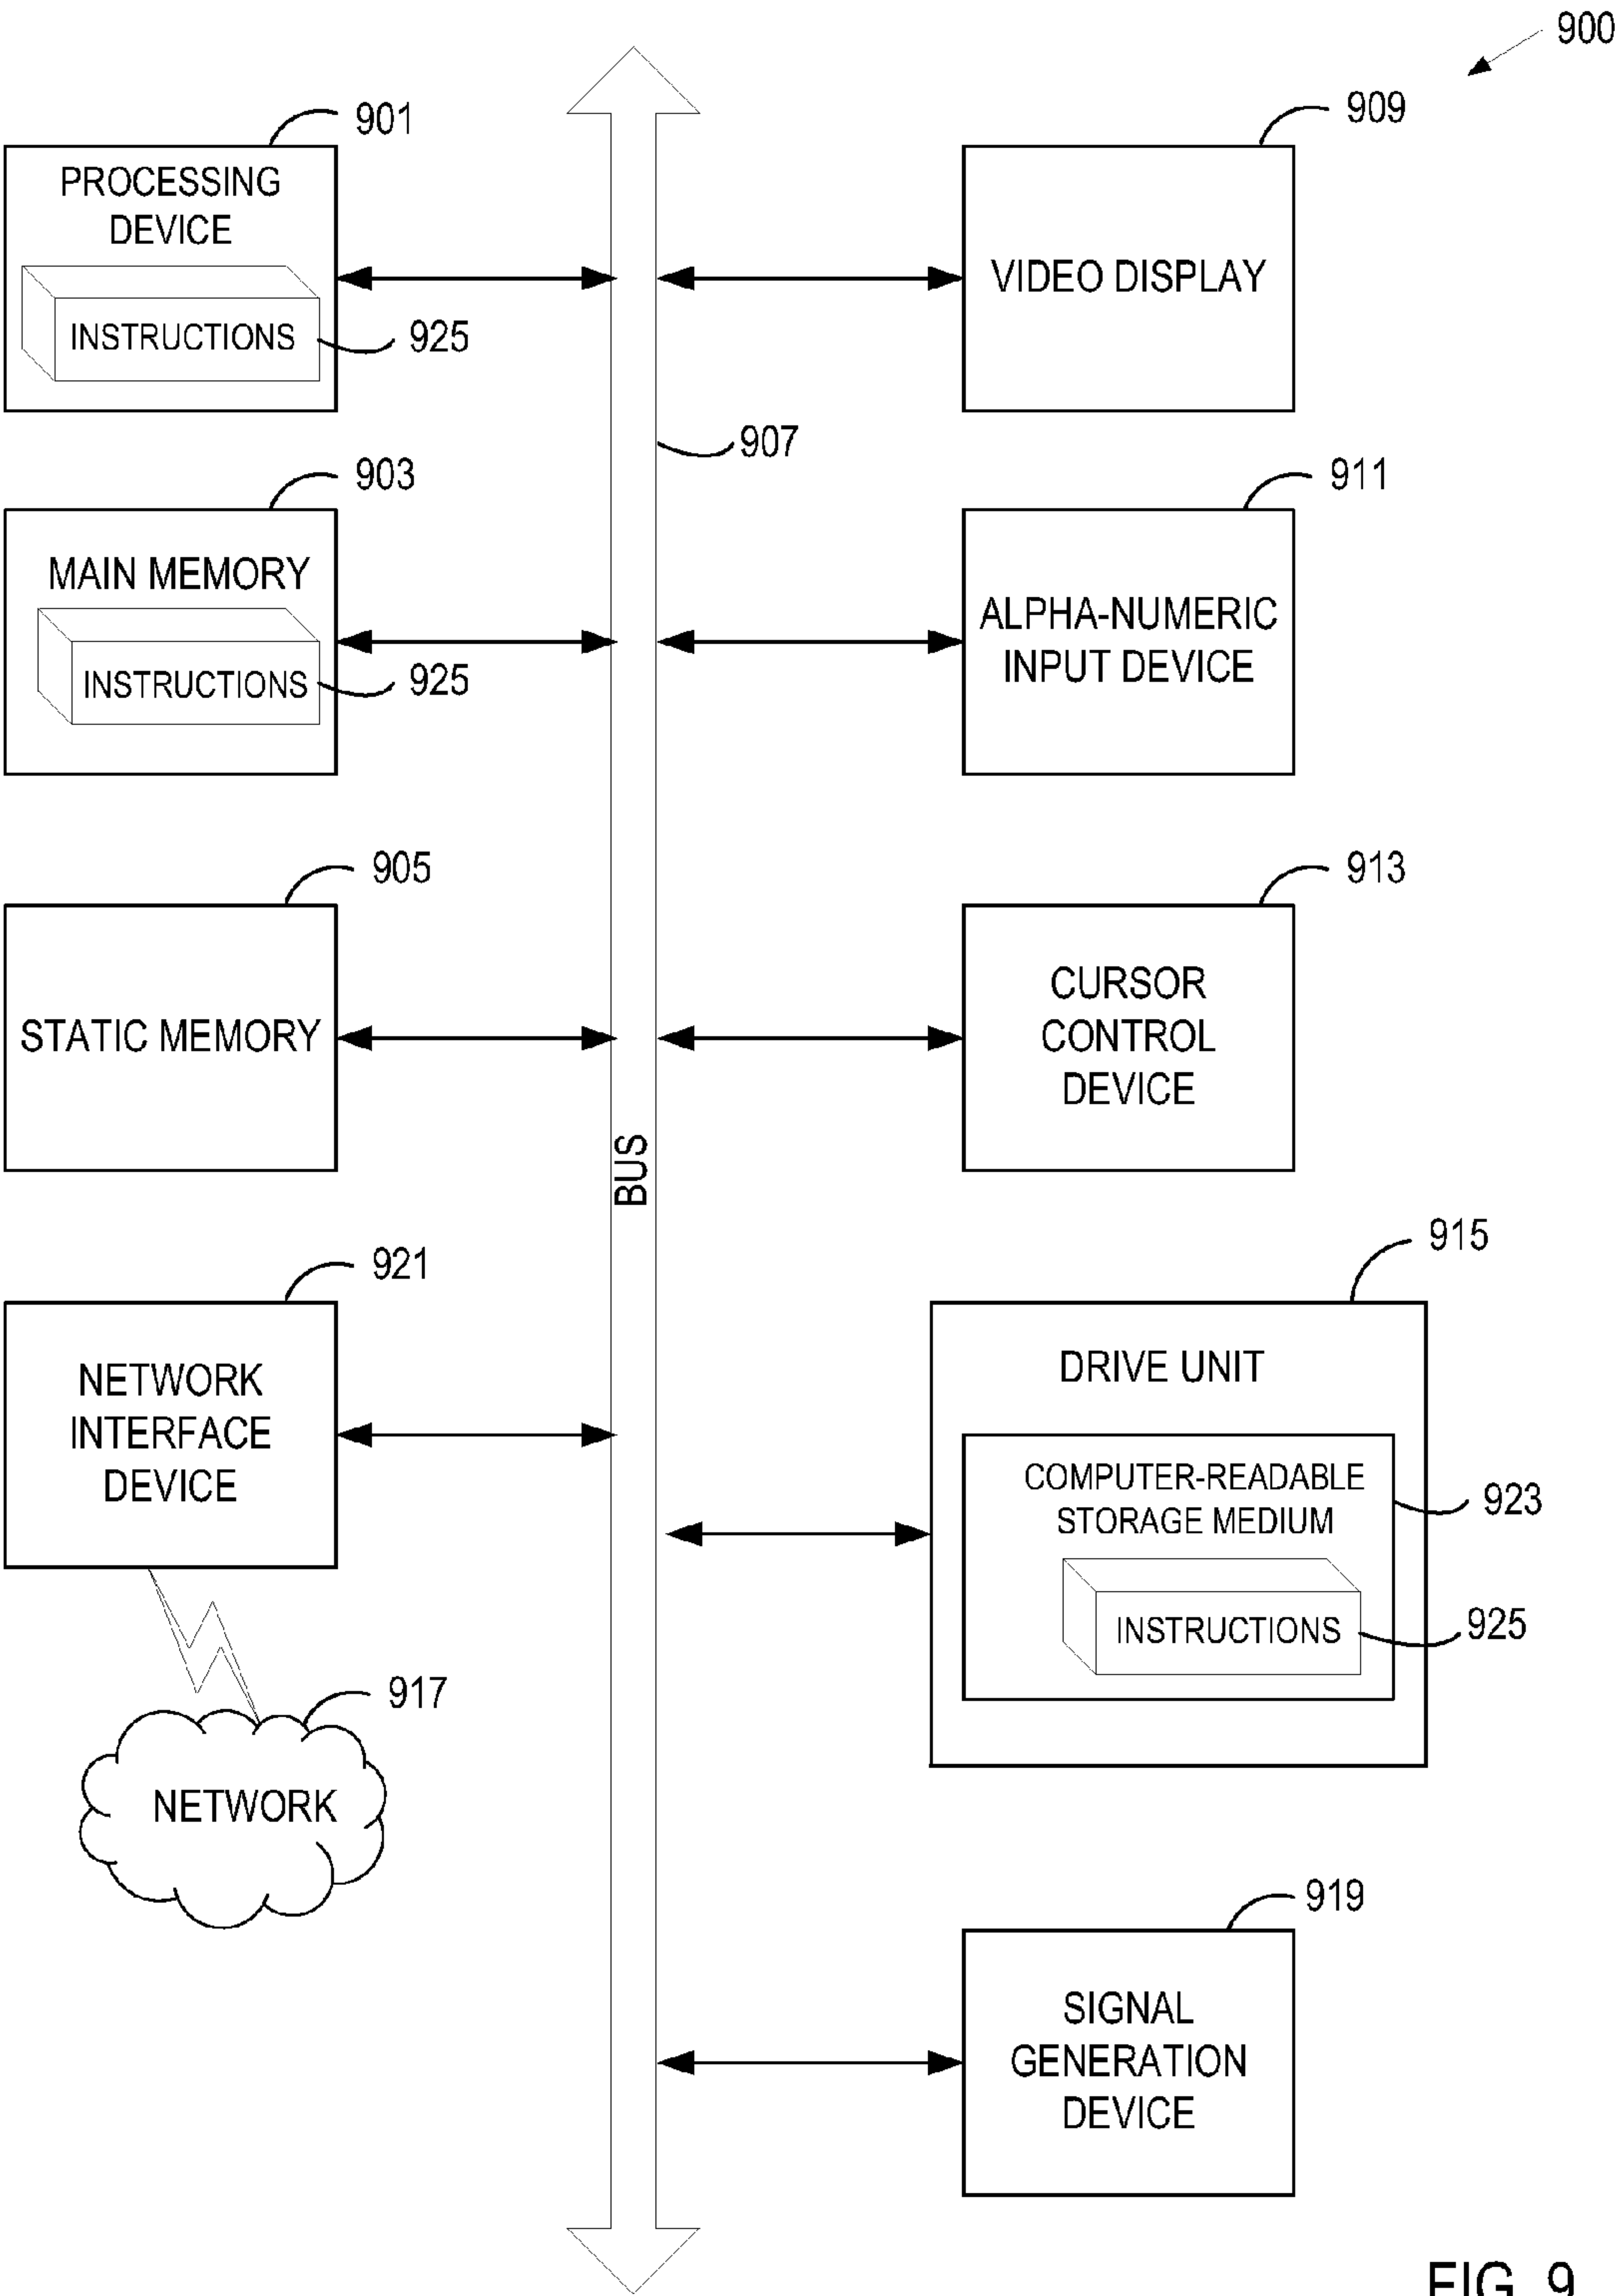 900
901
PROCESSING
DEVICE
INSTRUCTIONS
925
909
VIDEO DISPLAY
907
903
MAIN MEMORY
INSTRUCTIONS
925
911
ALPHA-NUMERIC
INPUT DEVICE
905
STATIC MEMORY
913
CURSOR
CONTROL
DEVICE
BUS
921
NETWORK
INTERFACE
DEVICE
915
DRIVE UNIT
COMPUTER-READABLE
STORAGE MEDIUM
923
INSTRUCTIONS
925
917
NETWORK
919
SIGNAL
GENERATION
DEVICE
FIG. 9